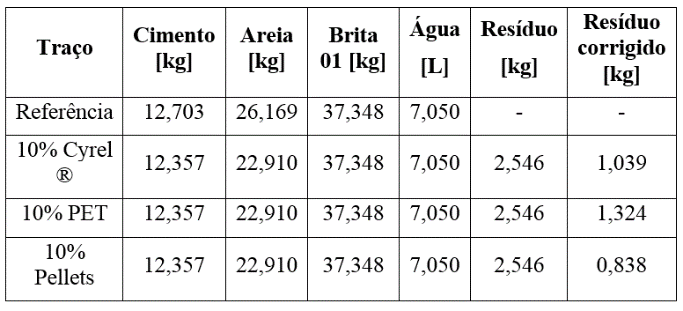 Traço Cimento [kg] Areia [kg] Brita 01 [kg] Água [L] Resíduo [kg] Resíduo corrigido [kg]
Referência 12,703 26,169 37,348 7,050 - -
10% Cyrel ® 12,357 22,910 37,348 7,050 2,546 1,039
10% PET 12,357 22,910 37,348 7,050 2,546 1,324
10% Pellets 12,357 22,910 37,348 7,050 2,546 0,838